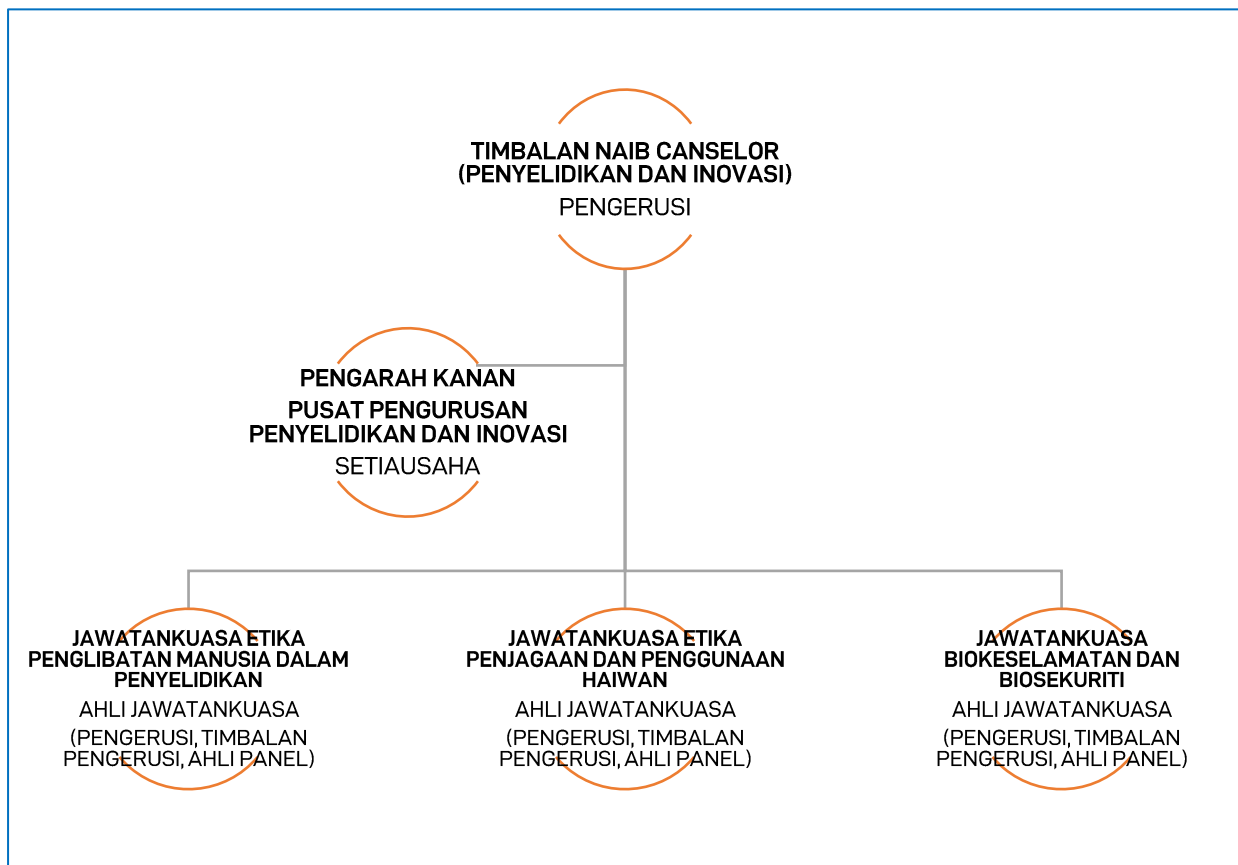 TIMBALAN NAIB CANSELOR
(PENYELIDIKAN DAN INOVASI)
PENGERUSI
PENGARAH KANAN
PUSAT PENGURUSAN
PENYELIDIKAN DAN INOVASI
SETIAUSAHA
JAWATANKUASA ETIKA
PENGLIBATAN MANUSIA DALAM
PENYELIDIKAN
AHLI JAWATANKUASA
(PENGERUSI, TIMBALAN
PENGERUSI, AHLI PANEL)
JAWATANKUASA ETIKA
PENJAGAAN DAN PENGGUNAAN
HAIWAN
AHLI JAWATANKUASA
(PENGERUSI, TIMBALAN
PENGERUSI, AHLI PANEL)
JAWATANKUASA
BIOKESELAMATAN DAN
BIOSEKURITI
AHLI JAWATANKUASA
(PENGERUSI, TIMBALAN
PENGERUSI, AHLI PANEL)